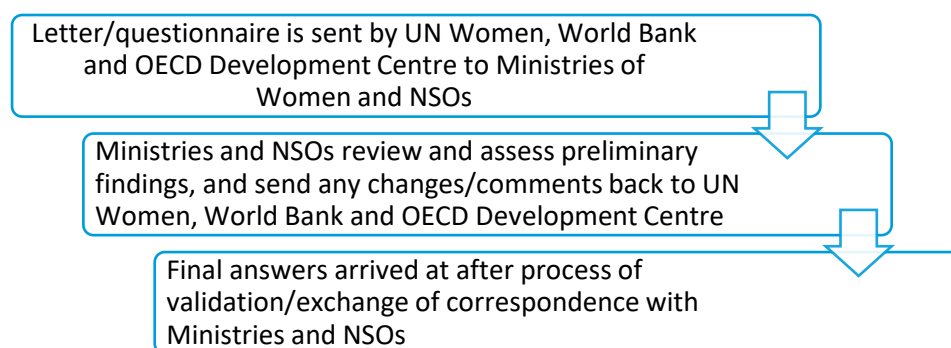 Letter/questionnaire is sent by UN Women, World Bank
and OECD Development Centre to Ministries of
Women and NSOs
Ministries and NSOs review and assess preliminary
findings, and send any changes/comments back to UN
Women, World Bank and OECD Development Centre
Final answers arrived at after process of
validation/exchange of correspondence with
Ministries and NSOs